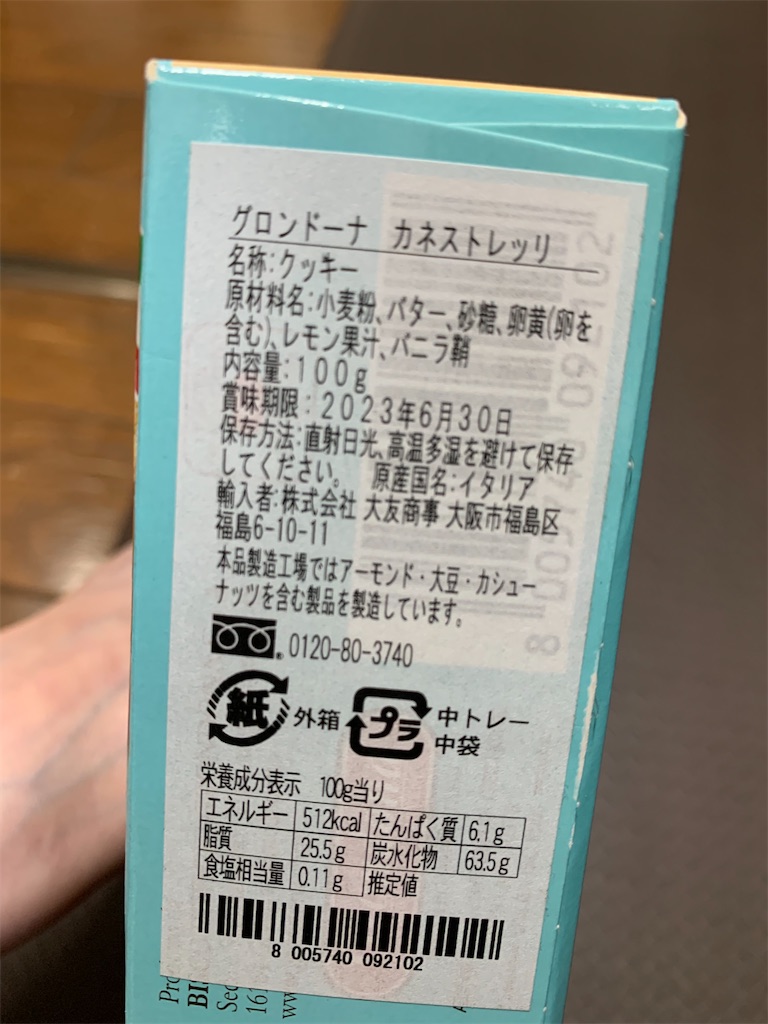 グロンドーナ　カネストレッリ
名称:クッキー
原材料名:小麦粉、バター、砂糖、卵黄(卵を
含む)、レモン果汁、バニラ鞘
内容量:100g
賞味期限:2023年6月30日
保存方法:直射日光、高温多湿を避けて保存
してください。　原産国名:イタリア
輸入者:株式会社 大友商事 大阪市福島区
福島6-10-11
本品製造工場ではアーモンド・大豆・カシュー
ナッツを含む製品を製造しています。
0120-80-3740
紙 外箱 プラ 中トレー
中袋
栄養成分表示　100g当り
エネルギー 512kcal たんぱく質 6.1g
脂質 25.5g 炭水化物 63.5g
食塩相当量 0.11g 推定値
8 005740 092102